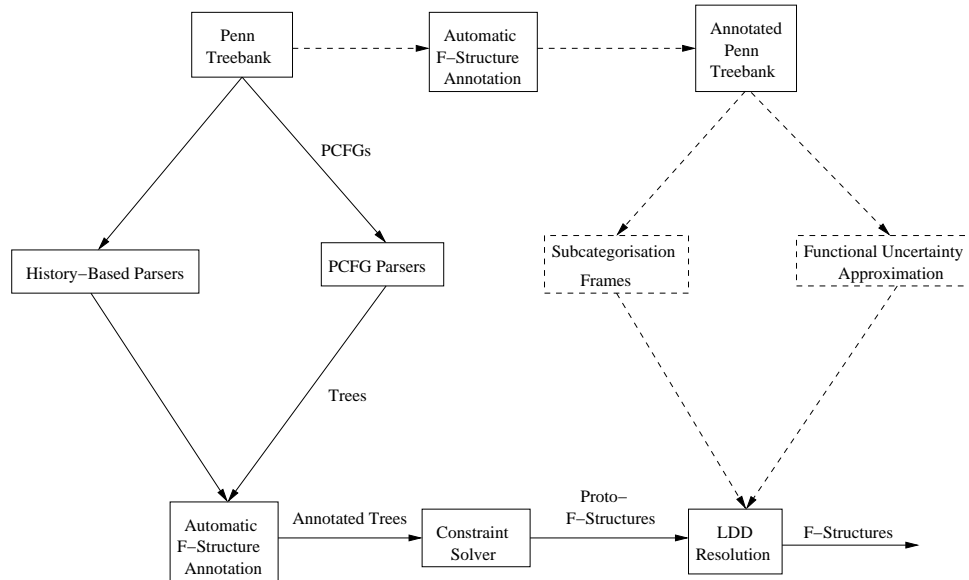 Penn
Treebank
Automatic
F−Structure
Annotation
Annotated
Penn
Treebank
PCFGs
History−Based Parsers
PCFG Parsers
Subcategorisation
Frames
Functional Uncertainty
Approximation
Trees
Automatic
F−Structure
Annotation
Annotated Trees
Constraint
Solver
Proto−
F−Structures
LDD
Resolution
F−Structures